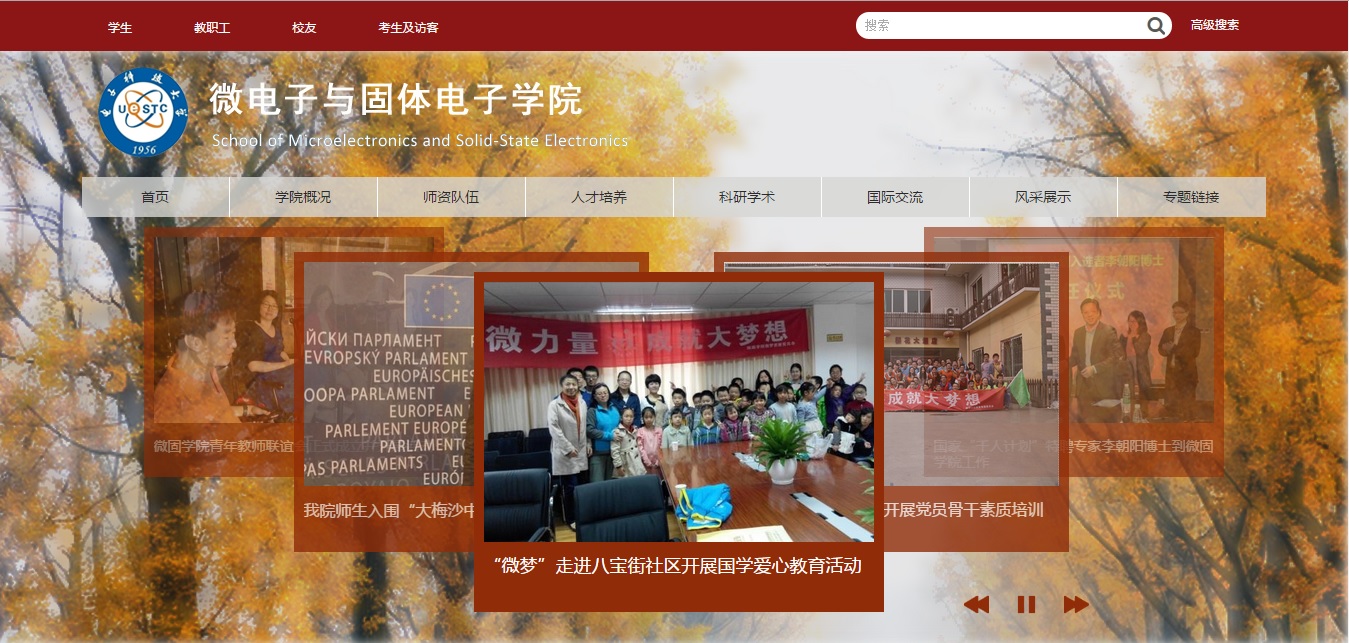 学生
教职工
校友
考生及访客
搜索
高级搜索
UeSTC
1956
微电子与固体电子学院
School of Microelectronics and Solid-State Electronics
首页
学院概况
师资队伍
人才培养
科研学术
国际交流
风采展示
专题链接
ЙСКИ ПАРЛАМЕНТ
EVROPSKÝ PARLAMENT
EUROPÄISCHES
OOPA PARLAMENT
EUROPEAN
PARLEMENT EUROPÉ
PARLAMENTO
PAS PARLAMENTS
微力量
成就大梦想
成就大梦想
微固学院青年教师联谊会
我院师生入围“大梅沙中
“微梦”走进八宝街社区开展国学爱心教育活动
开展党员骨干素质培训
千人计划”特聘专家李朝阳博士到微固
学院工作